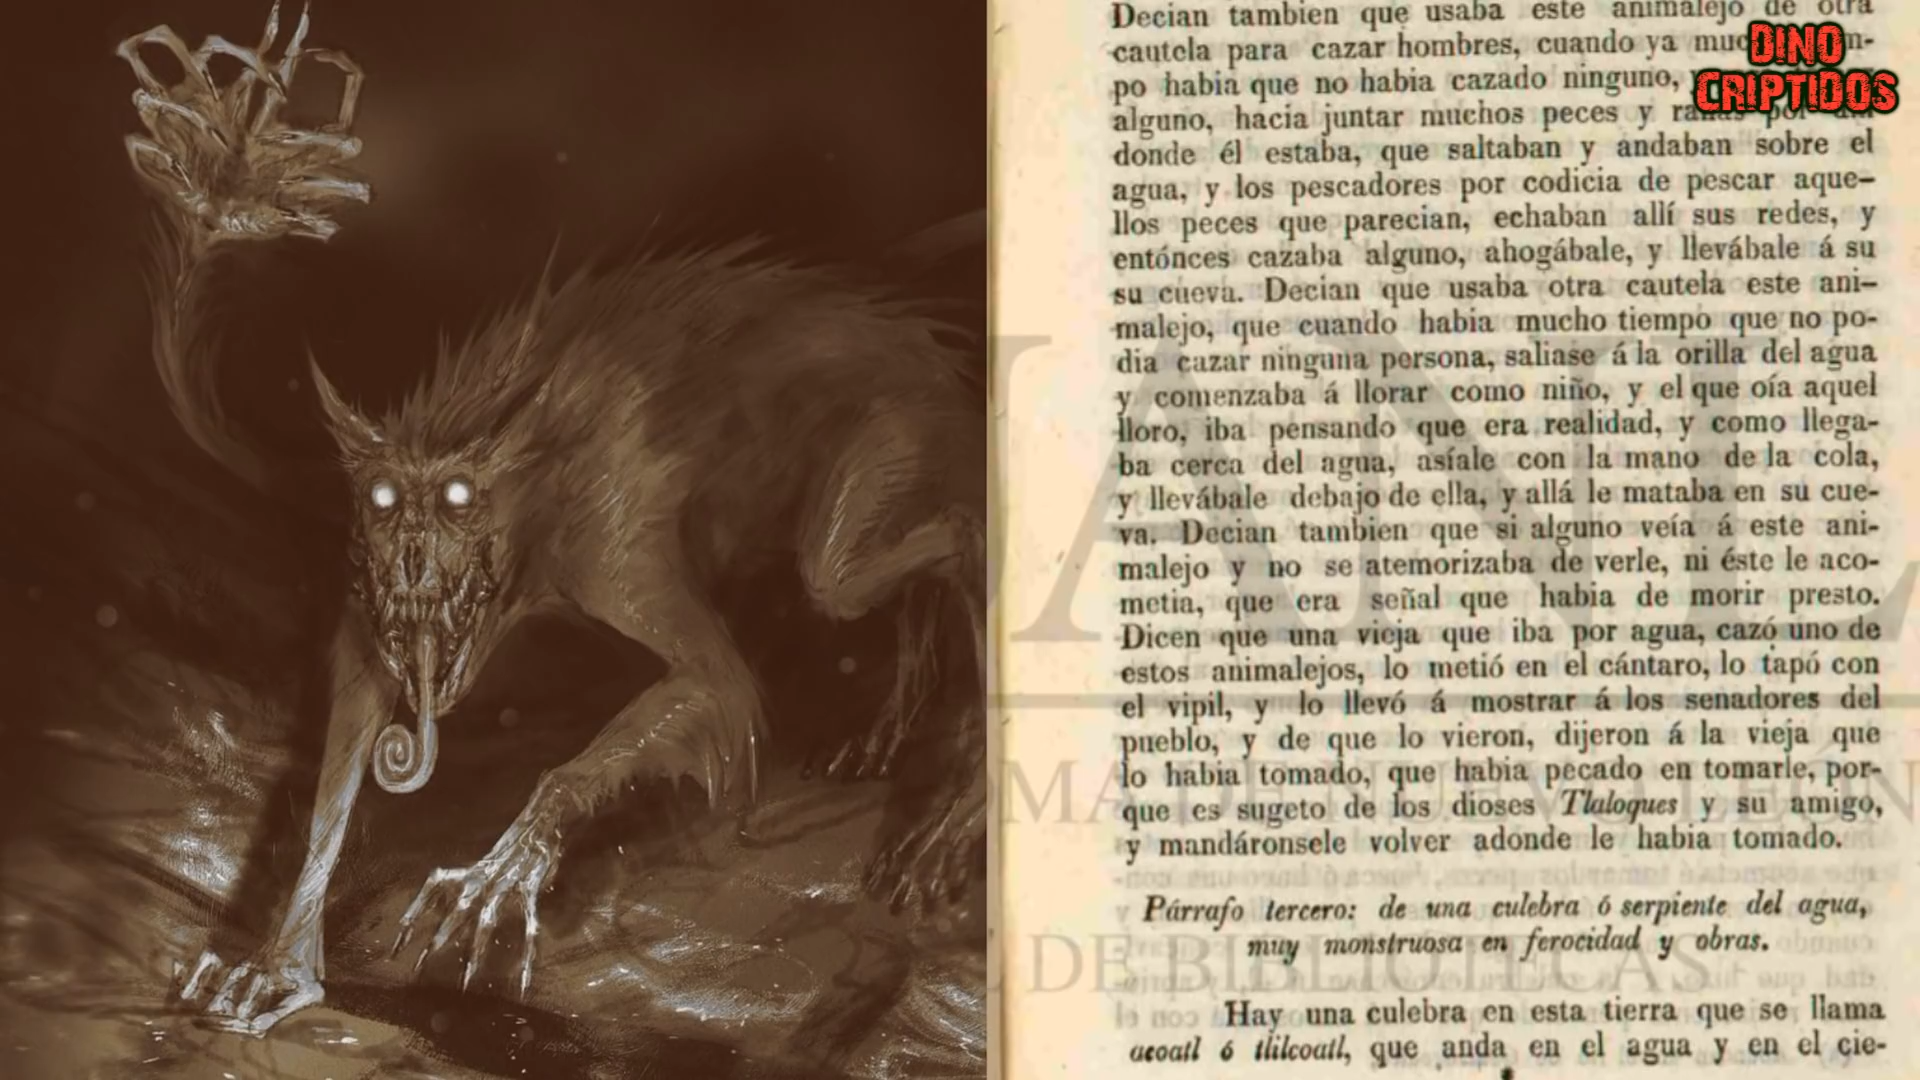 DINO
CRIPTIDOS
Decian tambien que usaba este animalejo de otra
cautela para cazar hombres, cuando ya
po habia que no habia cazado ninguno,
alguno, hacia juntar muchos peces y ranas por
donde él estaba, que saltaban y andaban sobre el
agua, y los pescadores por codicia de pescar aque-
llos peces que parecian, echaban allí sus redes, y
entónces cazaba alguno, ahogábale, y llevábale á su
su cueva. Decian que usaba otra cautela este ani-
malejo, que cuando habia mucho tiempo que no po-
dia cazar ninguna persona, saliase á la orilla del agua
y comenzaba á llorar como niño, y el que oía aquel
lloro, iba pensando que era realidad, y como llega-
ba cerca del agua, asíale con la mano de la cola,
y llevábale debajo de ella, y allá le mataba en su cue-
va. Decian tambien que si alguno veía á este ani-
malejo y no se atemorizaba de verle, ni éste le aco-
metia, que era señal que habia de morir presto.
Dicen que una vieja que iba por agua, cazó uno de
estos animalejos, lo metió en el cántaro, lo tapó con
el vipil, y lo llevó á mostrar á los senadores del
pueblo, y de que lo vieron, dijeron á la vieja que
lo habia tomado, que habia pecado en tomarle, por-
que es sugeto de los dioses Tlaloques y su amigo,
y mandáronsele volver adonde le habia tomado.
Párrafo tercero: de una culebra ó serpiente del agua,
muy monstruosa en ferocidad y obras.
Hay una culebra en esta tierra que se llama
acoatl ó tlilcoatl, que anda en el agua y en el cie-
ANL
MA DE NUEVO LEÓN
DE BIBLIOTECAS